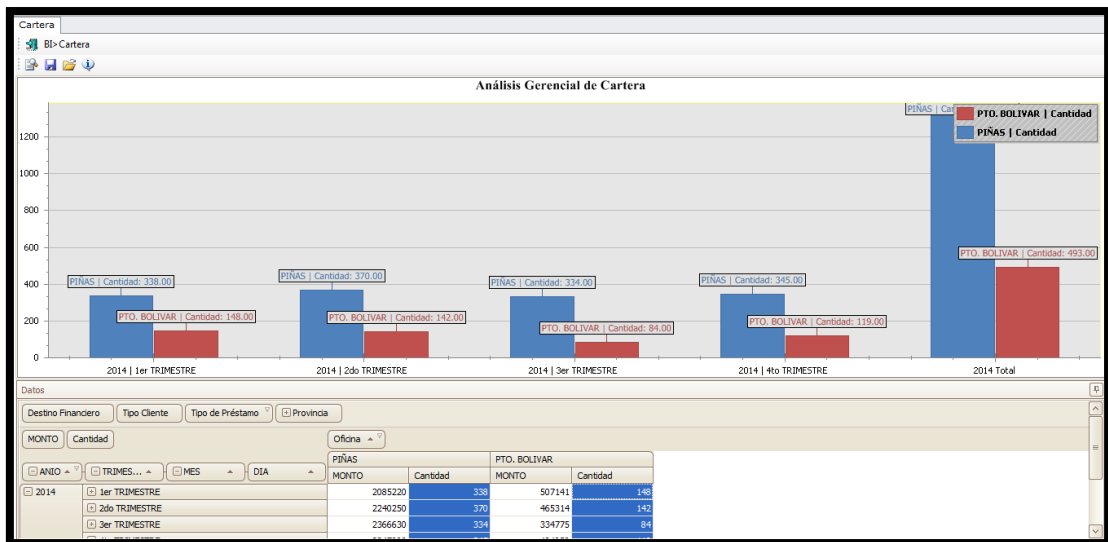 Cartera
BI>Cartera
Análisis Gerencial de Cartera
PTO. BOLIVAR | Cantidad
PIÑAS | Cantidad
1200
1000
800
600
400
200
0
PIÑAS | Cantidad: 338.00
PTO. BOLIVAR | Cantidad: 148.00
PIÑAS | Cantidad: 370.00
PTO. BOLIVAR | Cantidad: 142.00
PIÑAS | Cantidad: 334.00
PTO. BOLIVAR | Cantidad: 84.00
PIÑAS | Cantidad: 345.00
PTO. BOLIVAR | Cantidad: 119.00
PIÑAS |
PTO. BOLIVAR | Cantidad: 493.00
2014 | 1er TRIMESTRE
2014 | 2do TRIMESTRE
2014 | 3er TRIMESTRE
2014 | 4to TRIMESTRE
2014 Total
Datos
Destino Financiero Tipo Cliente Tipo de Préstamo Provincia
MONTO Cantidad Oficina
PIÑAS PTO. BOLIVAR
ANIO TRIMES... MES DIA MONTO Cantidad MONTO Cantidad
2014 1er TRIMESTRE 2085220 338 507141 148
2do TRIMESTRE 2240250 370 465314 142
3er TRIMESTRE 2366630 334 334775 84